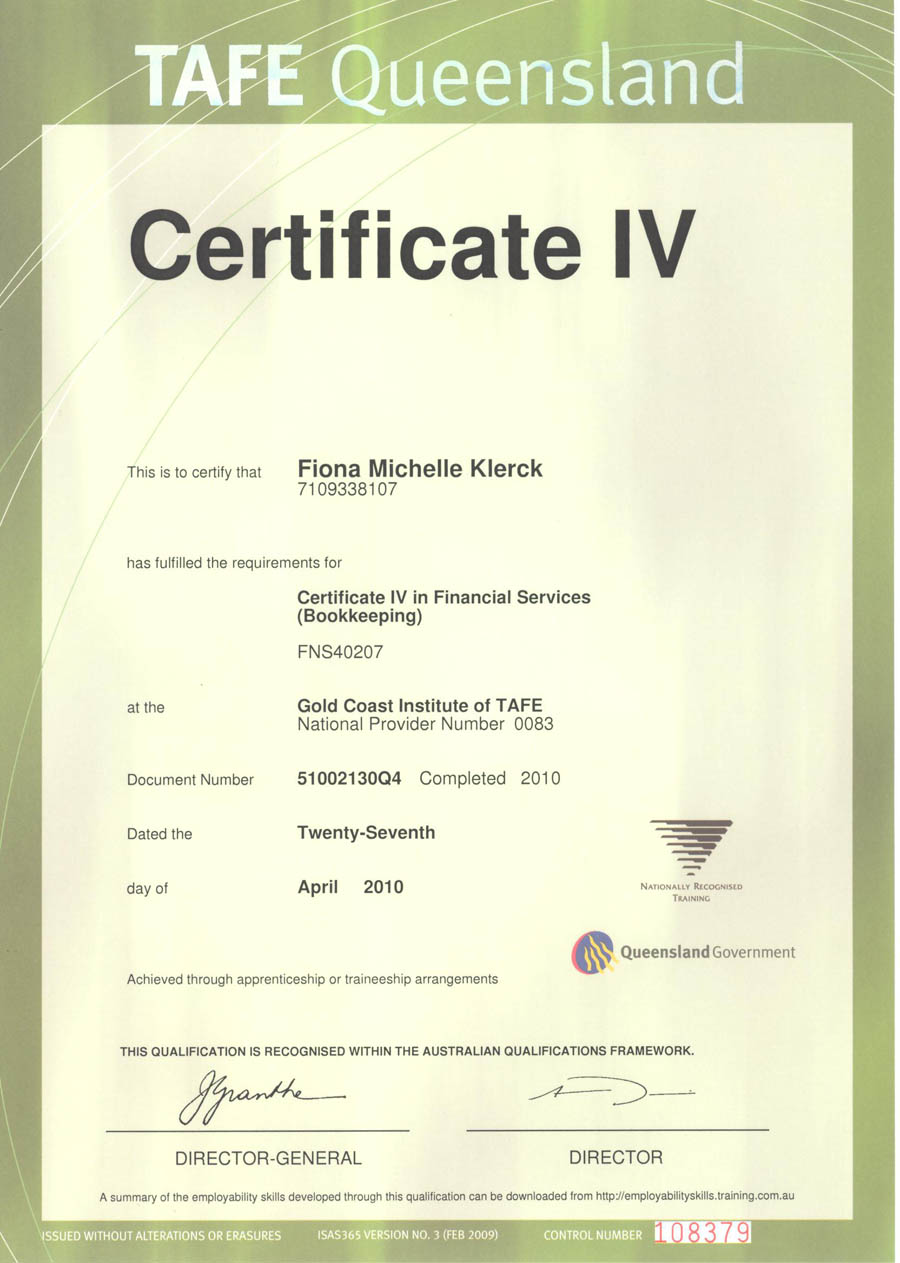 TAFE Queensland
Certificate IV
This is to certify that Fiona Michelle Klerck
7109338107
has fulfilled the requirements for
Certificate IV in Financial Services
(Bookkeeping)
FNS40207
at the Gold Coast Institute of TAFE
National Provider Number 0083
Document Number 51002130Q4 Completed 2010
Dated the Twenty-Seventh
day of April 2010
NATIONALLY RECOGNISED
TRAINING
Queensland Government
Achieved through apprenticeship or traineeship arrangements
THIS QUALIFICATION IS RECOGNISED WITHIN THE AUSTRALIAN QUALIFICATIONS FRAMEWORK.
DIRECTOR-GENERAL DIRECTOR
A summary of the employability skills developed through this qualification can be downloaded from http://employabilityskills.training.com.au
ISSUED WITHOUT ALTERATIONS OR ERASURES ISAS365 VERSION NO. 3 (FEB 2009) CONTROL NUMBER 108379